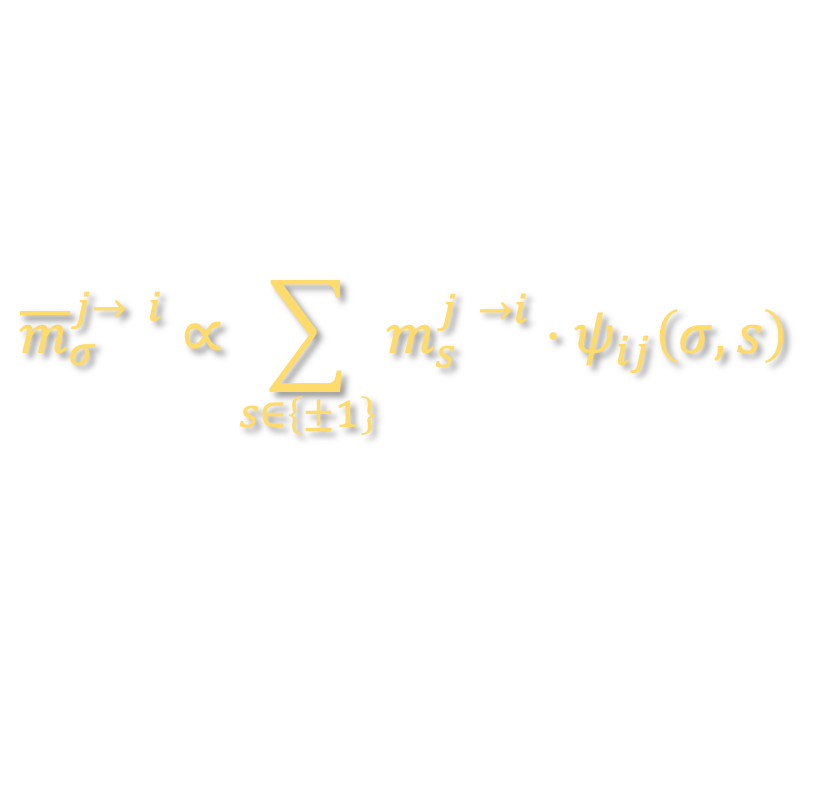 m̅_σ^{j→ i} ∝ ∑_{s∈{±1}} m_s^{j →i} · ψ_{ij}(σ, s)